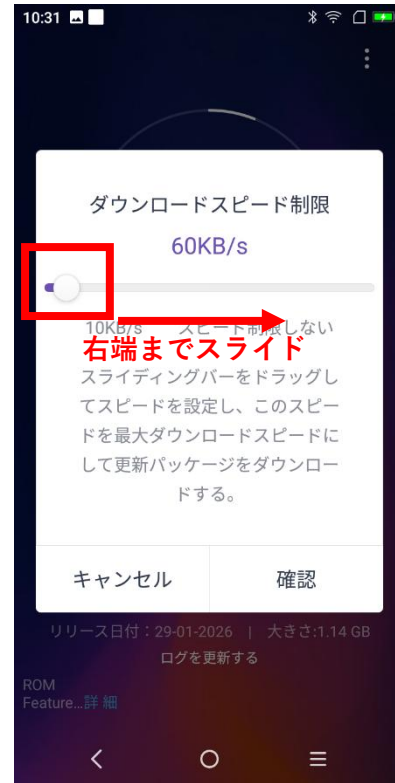 10:31
ダウンロードスピード制限
60KB/s
10KB/s スピード制限しない
右端までスライド
スライディングバーをドラッグし
てスピードを設定し、このスピー
ドを最大ダウンロードスピードに
して更新パッケージをダウンロー
ドする。
キャンセル 確認
リリース日付：29-01-2026 | 大きさ:1.14 GB
ログを更新する
ROM
Feature...詳細